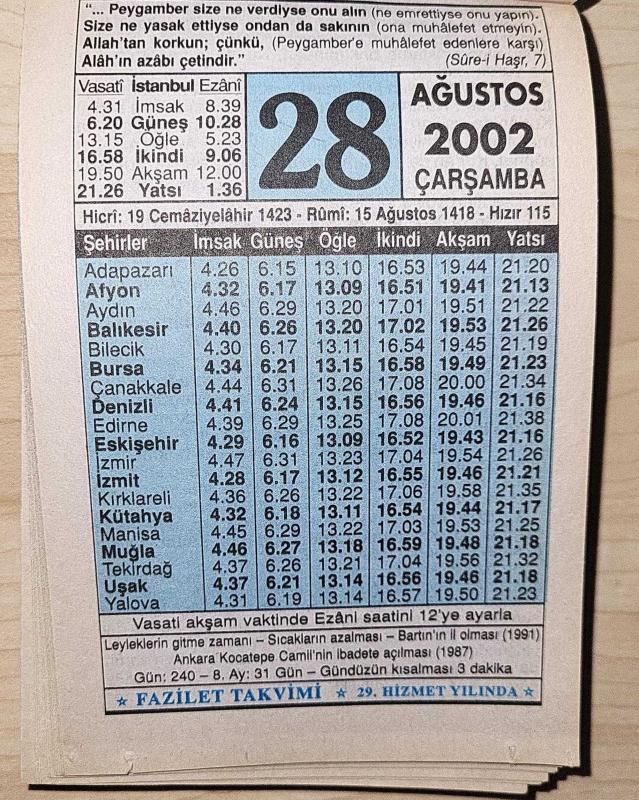 “... Peygamber size ne verdiyse onu alın (ne emrettiyse onu yapın)..
Size ne yasak ettiyse ondan da sakının (ona muhâlefet etmeyin).
Allah’tan korkun; çünkü, (Peygamber’e muhâlefet edenlere karşı)
Alâh’ın azâbı çetindir.” (Sûre-i Haşr, 7)
Vasatî İstanbul Ezânî
4.31 İmsak 8.39
6.20 Güneş 10.28
13.15 Öğle 5.23
16.58 İkindi 9.06
19.50 Akşam 12.00
21.26 Yatsı 1.36
28
AĞUSTOS
2002
ÇARŞAMBA
Hicrî: 19 Cemâziyelâhir 1423 - Rûmî: 15 Ağustos 1418 - Hızır 115
Şehirler İmsak Güneş Öğle İkindi Akşam Yatsı
Adapazarı 4.26 6.15 13.10 16.53 19.44 21.20
Afyon 4.32 6.17 13.09 16.51 19.41 21.13
Aydın 4.46 6.29 13.20 17.01 19.51 21.22
Balıkesir 4.40 6.26 13.20 17.02 19.53 21.26
Bilecik 4.30 6.17 13.11 16.54 19.45 21.19
Bursa 4.34 6.21 13.15 16.58 19.49 21.23
Çanakkale 4.44 6.31 13.26 17.08 20.00 21.34
Denizli 4.41 6.24 13.15 16.56 19.46 21.16
Edirne 4.39 6.29 13.25 17.08 20.01 21.38
Eskişehir 4.29 6.16 13.09 16.52 19.43 21.16
İzmir 4.47 6.31 13.23 17.04 19.54 21.26
İzmit 4.28 6.17 13.12 16.55 19.46 21.21
Kırklareli 4.36 6.26 13.22 17.06 19.58 21.35
Kütahya 4.32 6.18 13.11 16.54 19.44 21.17
Manisa 4.45 6.29 13.22 17.03 19.53 21.25
Muğla 4.46 6.27 13.18 16.59 19.48 21.18
Tekirdağ 4.37 6.26 13.21 17.04 19.56 21.32
Uşak 4.37 6.21 13.14 16.56 19.46 21.18
Yalova 4.31 6.19 13.14 16.57 19.50 21.23
Vasati akşam vaktinde Ezâni saatini 12’ye ayarla
Leyleklerin gitme zamanı – Sıcakların azalması – Bartın’ın il olması (1991)
Ankara Kocatepe Camii’nin ibadete açılması (1987)
Gün: 240 – 8. Ay: 31 Gün – Gündüzün kısalması 3 dakika
★ FAZİLET TAKVİMİ ★ 29. HİZMET YILINDA ★